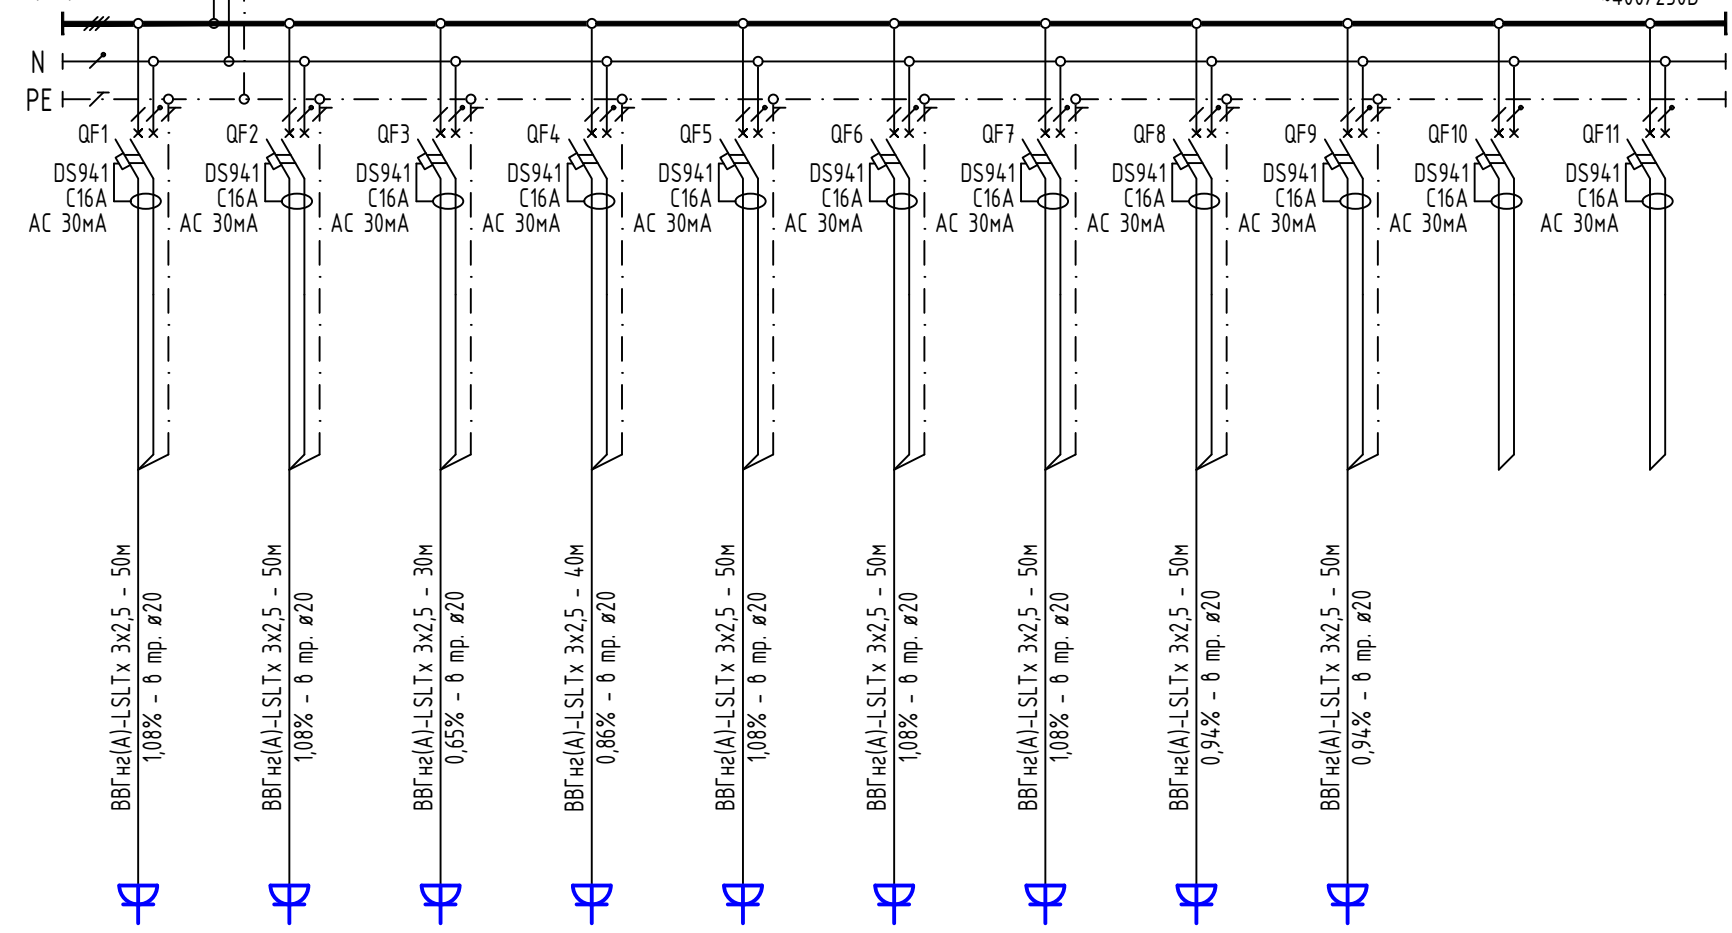 ~400/230В
N
PE
QF1
DS941
C16A
AC 30мА
QF2
DS941
C16A
AC 30мА
QF3
DS941
C16A
AC 30мА
QF4
DS941
C16A
AC 30мА
QF5
DS941
C16A
AC 30мА
QF6
DS941
C16A
AC 30мА
QF7
DS941
C16A
AC 30мА
QF8
DS941
C16A
AC 30мА
QF9
DS941
C16A
AC 30мА
QF10
DS941
C16A
AC 30мА
QF11
DS941
C16A
AC 30мА
ВВГнг(А)-LSLTx 3x2,5 - 50м
1,08% - в тр. ø20
ВВГнг(А)-LSLTx 3x2,5 - 50м
1,08% - в тр. ø20
ВВГнг(А)-LSLTx 3x2,5 - 30м
0,65% - в тр. ø20
ВВГнг(А)-LSLTx 3x2,5 - 40м
0,86% - в тр. ø20
ВВГнг(А)-LSLTx 3x2,5 - 50м
1,08% - в тр. ø20
ВВГнг(А)-LSLTx 3x2,5 - 50м
1,08% - в тр. ø20
ВВГнг(А)-LSLTx 3x2,5 - 50м
1,08% - в тр. ø20
ВВГнг(А)-LSLTx 3x2,5 - 50м
0,94% - в тр. ø20
ВВГнг(А)-LSLTx 3x2,5 - 50м
0,94% - в тр. ø20